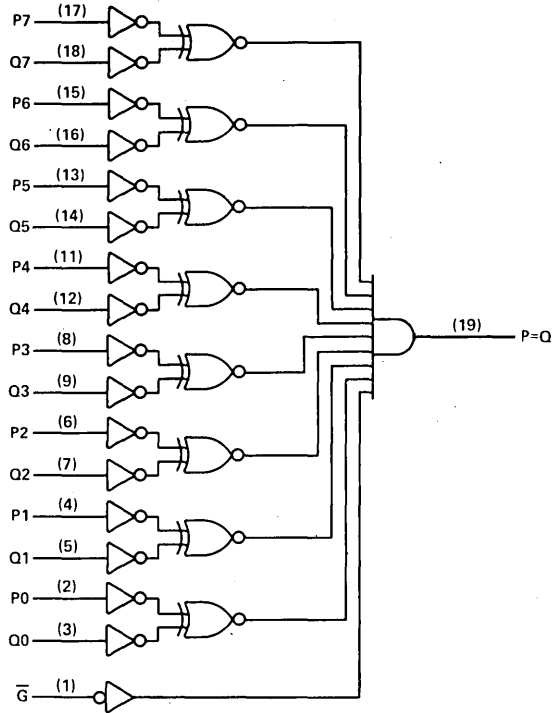 P7 (17)
Q7 (18)
P6 (15)
Q6 (16)
P5 (13)
Q5 (14)
P4 (11)
Q4 (12)
P3 (8)
Q3 (9)
P2 (6)
Q2 (7)
P1 (4)
Q1 (5)
P0 (2)
Q0 (3)
G̅ (1)
(19) P=Q